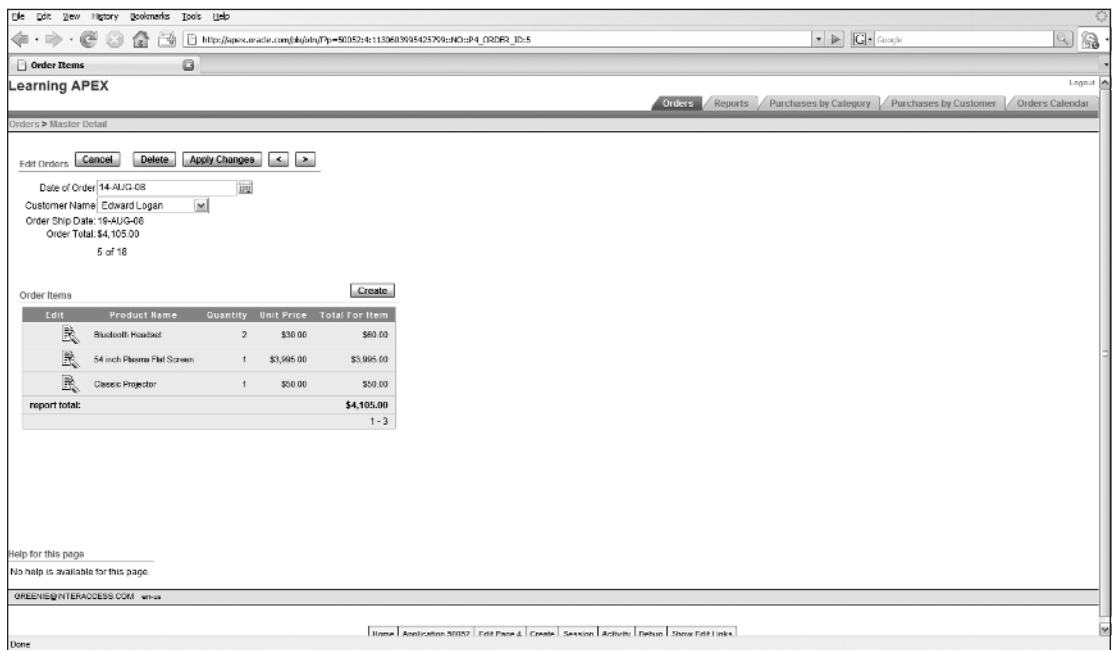 File Edit View History Bookmarks Tools Help
http://apex.oracle.com/pls/otn/f?p=50052:4:1130603995425799::NO::P4_ORDER_ID:5
G Google
Order Items
Learning APEX
Logout
Orders Reports Purchases by Category Purchases by Customer Orders Calendar
Orders > Master Detail
Edit Orders Cancel Delete Apply Changes < >
Date of Order 14-AUG-08
Customer Name Edward Logan
Order Ship Date: 19-AUG-08
Order Total: $4,105.00
5 of 18
Order Items Create
Edit Product Name Quantity Unit Price Total For Item
Bluetooth Headset 2 $30.00 $60.00
54 inch Plasma Flat Screen 1 $3,995.00 $3,995.00
Classic Projector 1 $50.00 $50.00
report total: $4,105.00
1 - 3
Help for this page
No help is available for this page.
GREENIE@INTERACCESS.COM en-us
Home Application 50052 Edit Page 4 Create Session Activity Debug Show Edit Links
Done